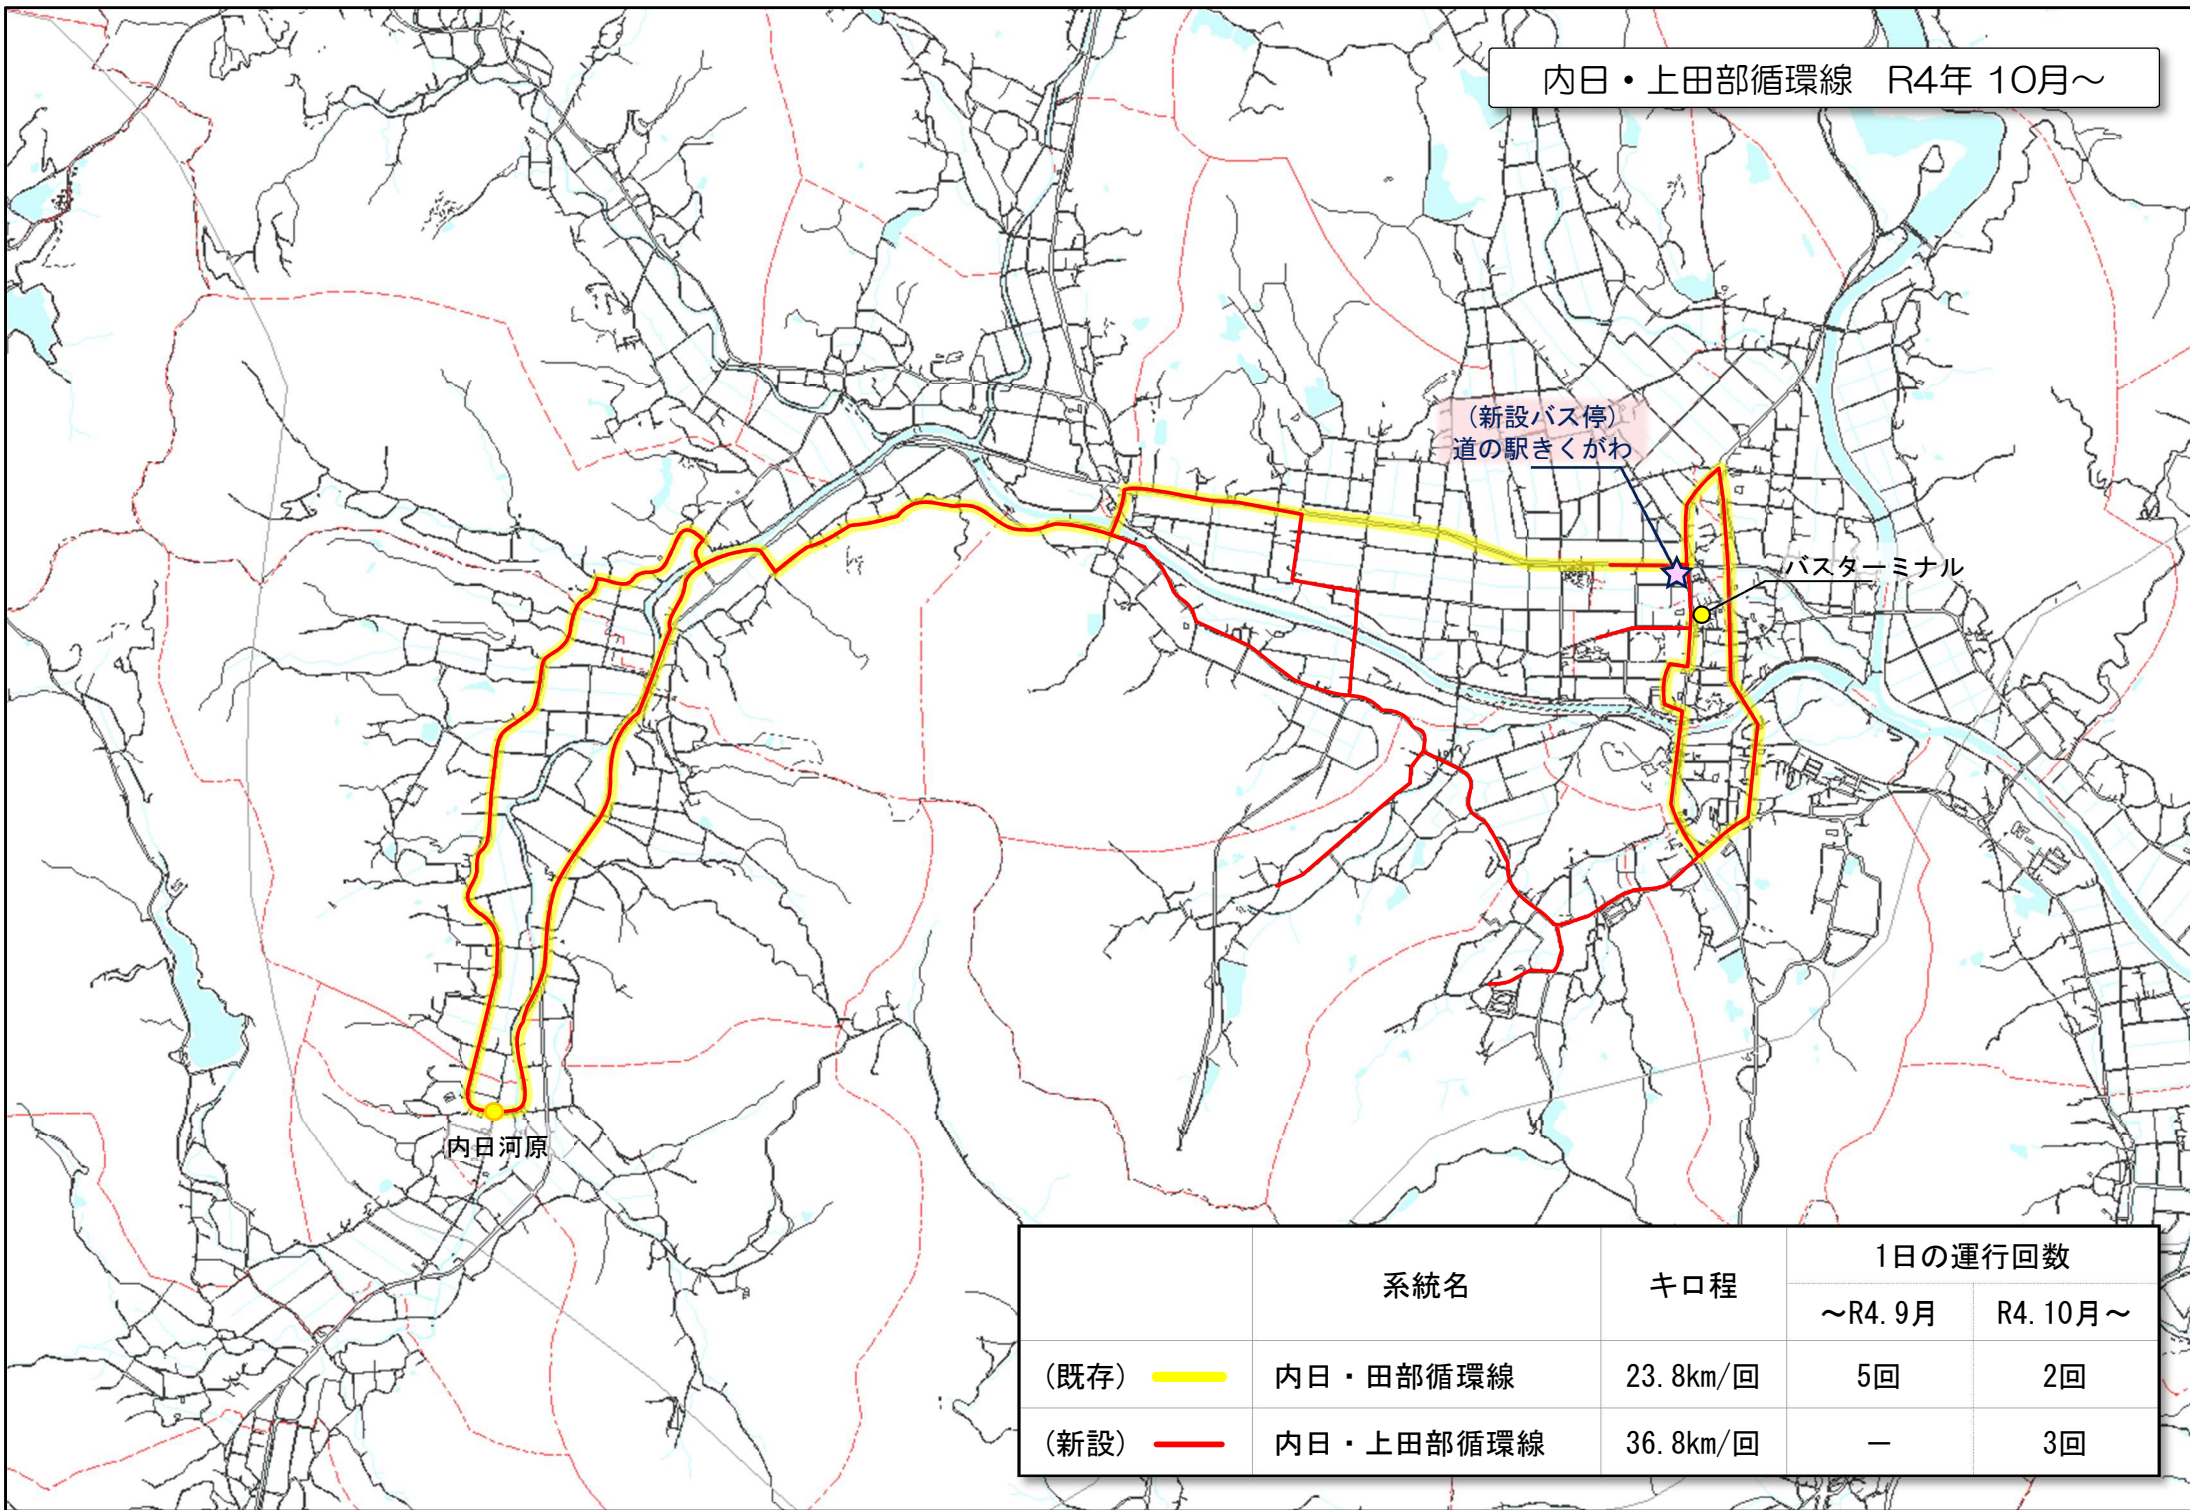 内日・上田部循環線　R4年 10月～
（新設バス停）
道の駅きくがわ
バスターミナル
内日河原
系統名
キロ程
1日の運行回数
～R4.9月
R4.10月～
（既存）
内日・田部循環線
23.8km/回
5回
2回
（新設）
内日・上田部循環線
36.8km/回
－
3回